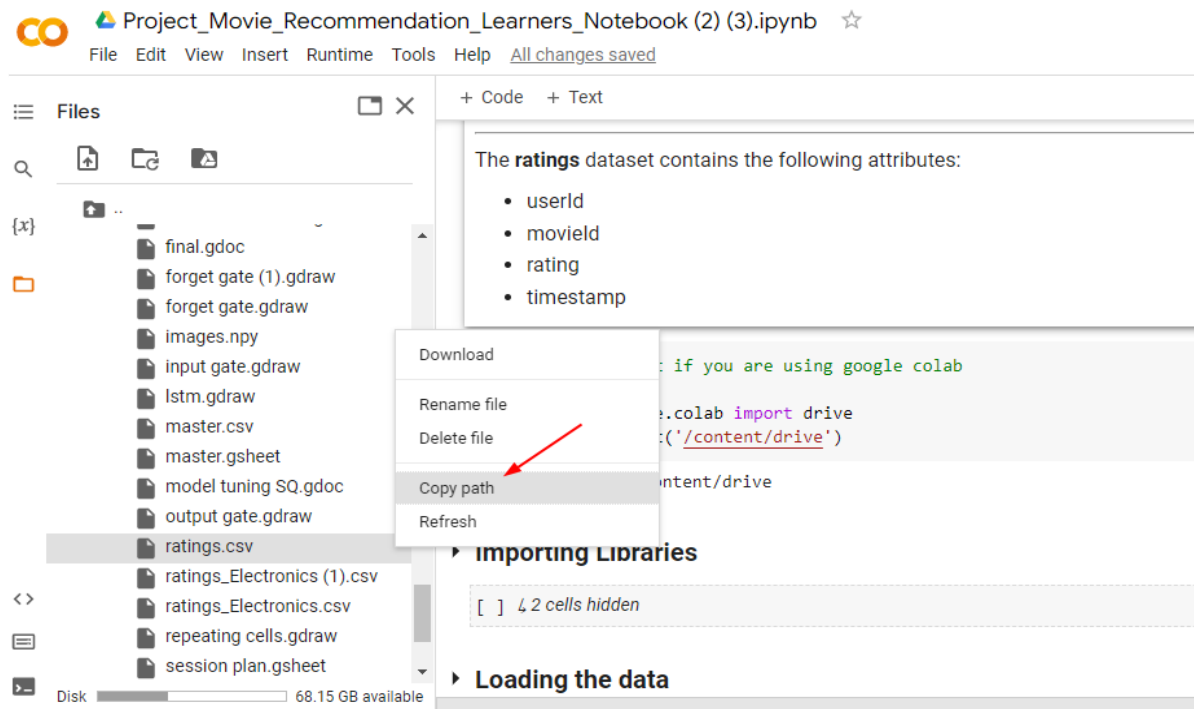 Project_Movie_Recommendation_Learners_Notebook (2) (3).ipynb
File Edit View Insert Runtime Tools Help All changes saved
Files
+ Code + Text
{x}
..
final.gdoc
forget gate (1).gdraw
forget gate.gdraw
images.npy
input gate.gdraw
lstm.gdraw
master.csv
master.gsheet
model tuning SQ.gdoc
output gate.gdraw
ratings.csv
ratings_Electronics (1).csv
ratings_Electronics.csv
repeating cells.gdraw
session plan.gsheet
Disk 68.15 GB available
Download
Rename file
Delete file
Copy path
Refresh
The ratings dataset contains the following attributes:
• userId
• movieId
• rating
• timestamp
if you are using google colab
.colab import drive
('/content/drive')
ntent/drive
Importing Libraries
[ ] 2 cells hidden
Loading the data